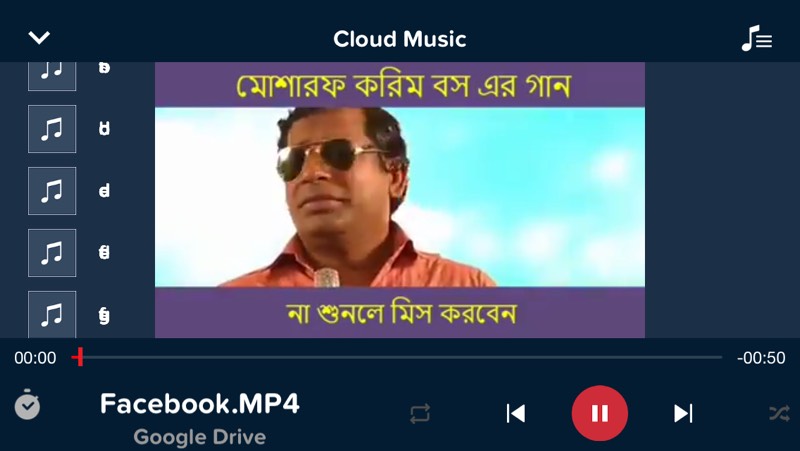 Cloud Music
মোশারফ করিম বস এর গান
না শুনলে মিস করবেন
00:00
-00:50
Facebook.MP4
Google Drive